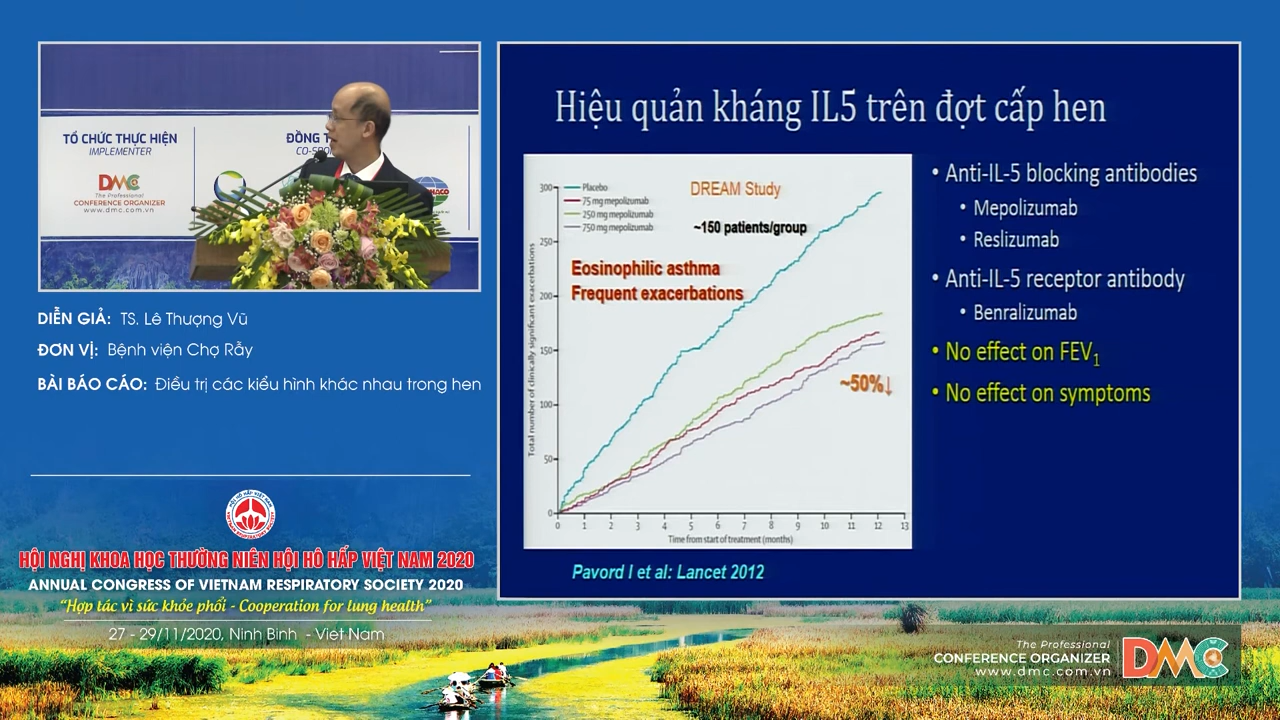 TỔ CHỨC THỰC HIỆN
IMPLEMENTER
DMC
The Professional
CONFERENCE ORGANIZER
www.dmc.com.vn
DIỄN GIẢ: TS. Lê Thượng Vũ
ĐƠN VỊ: Bệnh viện Chợ Rẫy
BÀI BÁO CÁO: Điều trị các kiểu hình khác nhau trong hen
HỘI NGHỊ KHOA HỌC THƯỜNG NIÊN HỘI HÔ HẤP VIỆT NAM 2020
ANNUAL CONGRESS OF VIETNAM RESPIRATORY SOCIETY 2020
“Hợp tác vì sức khỏe phổi - Cooperation for lung health”
27 - 29/11/2020, Ninh Bình - Viet Nam
Hiệu quản kháng IL5 trên đợt cấp hen
DREAM Study
~150 patients/group
Placebo
75 mg mepolizumab
250 mg mepolizumab
750 mg mepolizumab
Eosinophilic asthma
Frequent exacerbations
~50%↓
Total number of clinically significant exacerbations
300
250
200
150
100
50
0
0 1 2 3 4 5 6 7 8 9 10 11 12 13
Time from start of treatment (months)
Pavord I et al: Lancet 2012
• Anti-IL-5 blocking antibodies
• Mepolizumab
• Reslizumab
• Anti-IL-5 receptor antibody
• Benralizumab
• No effect on FEV₁
• No effect on symptoms
The Professional
CONFERENCE ORGANIZER
www.dmc.com.vn
DMC